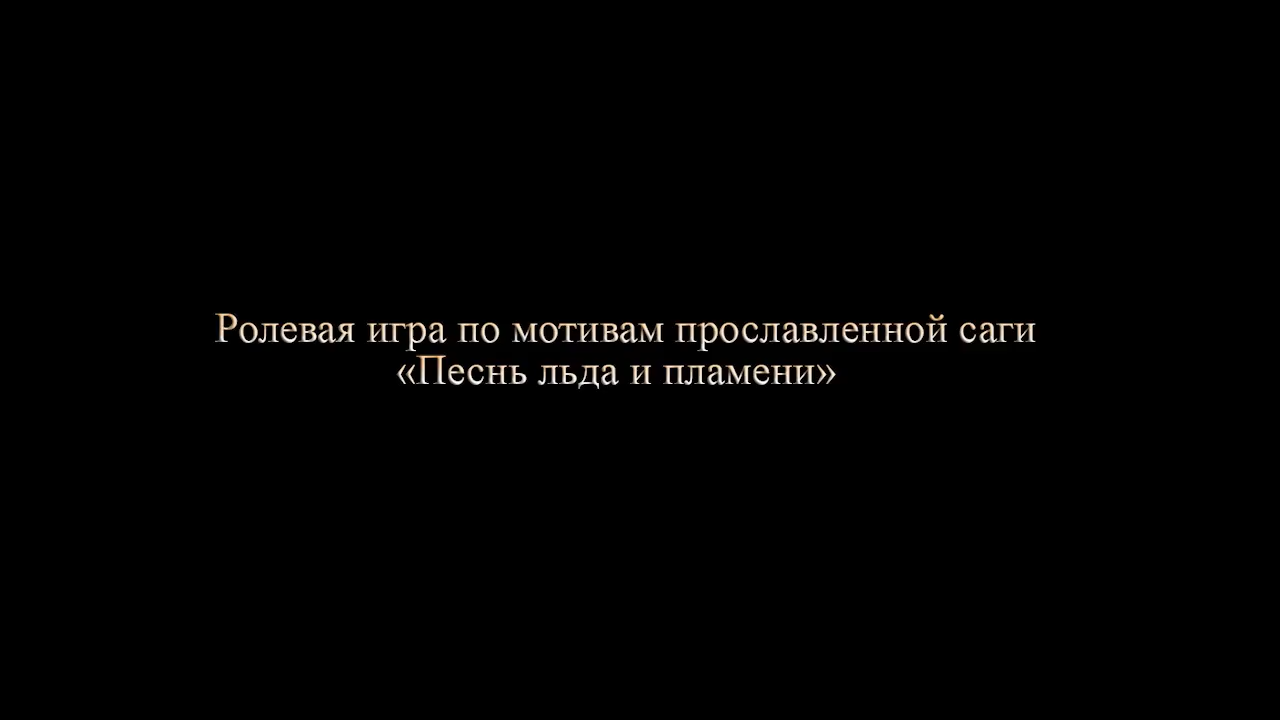 Ролевая игра по мотивам прославленной саги
«Песнь льда и пламени»